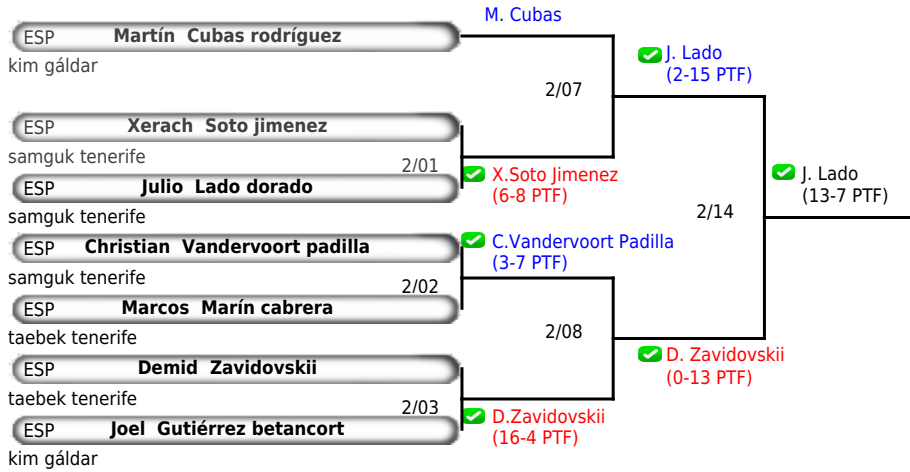 M. Cubas
ESP Martín Cubas rodríguez
kim gáldar
J. Lado
(2-15 PTF)
2/07
ESP Xerach Soto jimenez
samguk tenerife
2/01
X.Soto Jimenez
(6-8 PTF)
ESP Julio Lado dorado
samguk tenerife
J. Lado
(13-7 PTF)
2/14
ESP Christian Vandervoort padilla
samguk tenerife
C.Vandervoort Padilla
(3-7 PTF)
2/02
ESP Marcos Marín cabrera
taebek tenerife
2/08
D. Zavidovskii
(0-13 PTF)
ESP Demid Zavidovskii
taebek tenerife
2/03
D.Zavidovskii
(16-4 PTF)
ESP Joel Gutiérrez betancort
kim gáldar